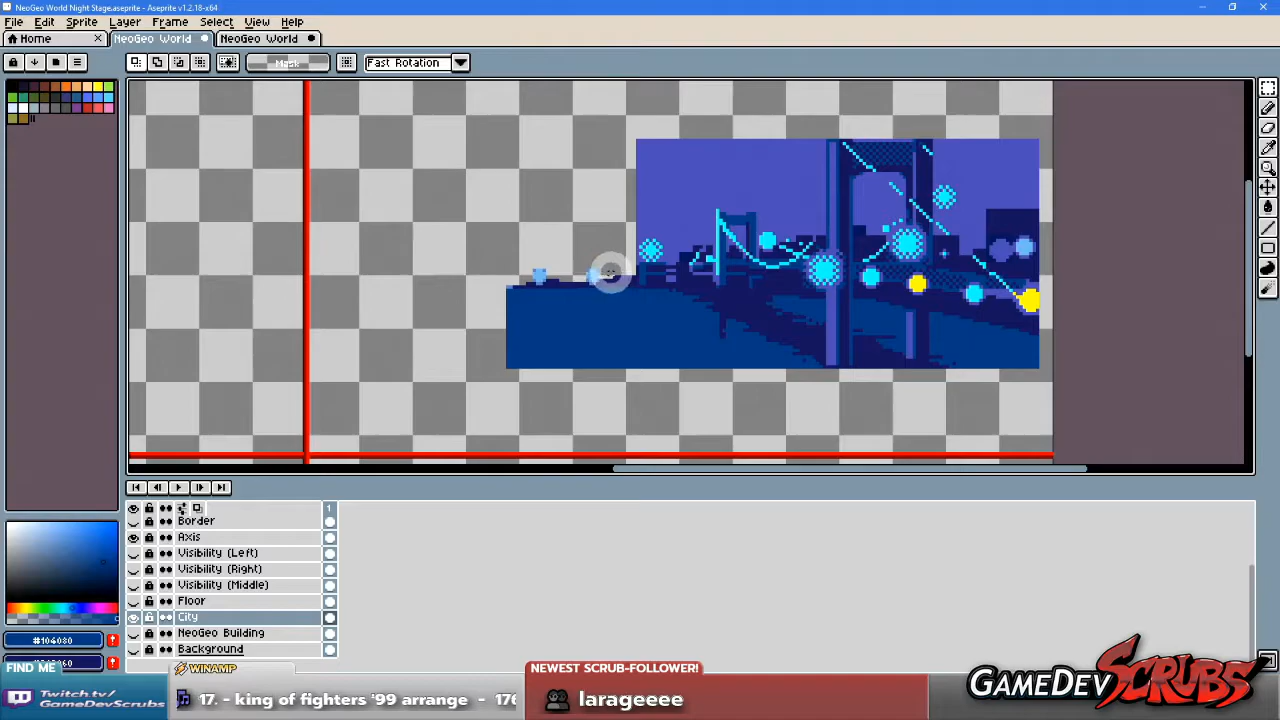 NeoGeo World Night Stage.aseprite - Aseprite v1.2.18-x64
File Edit Sprite Layer Frame Select View Help
Home NeoGeo World NeoGeo World
Mask Fast Rotation
1
Border
Axis
Visibility (Left)
Visibility (Right)
Visibility (Middle)
Floor
City
NeoGeo Building
Background
#104080
FIND ME
Twitch.tv/
GameDevScrubs
WINAMP
17. - king of fighters '99 arrange - 176
NEWEST SCRUB-FOLLOWER!
larageeee
GAMEDEV SCRUBS